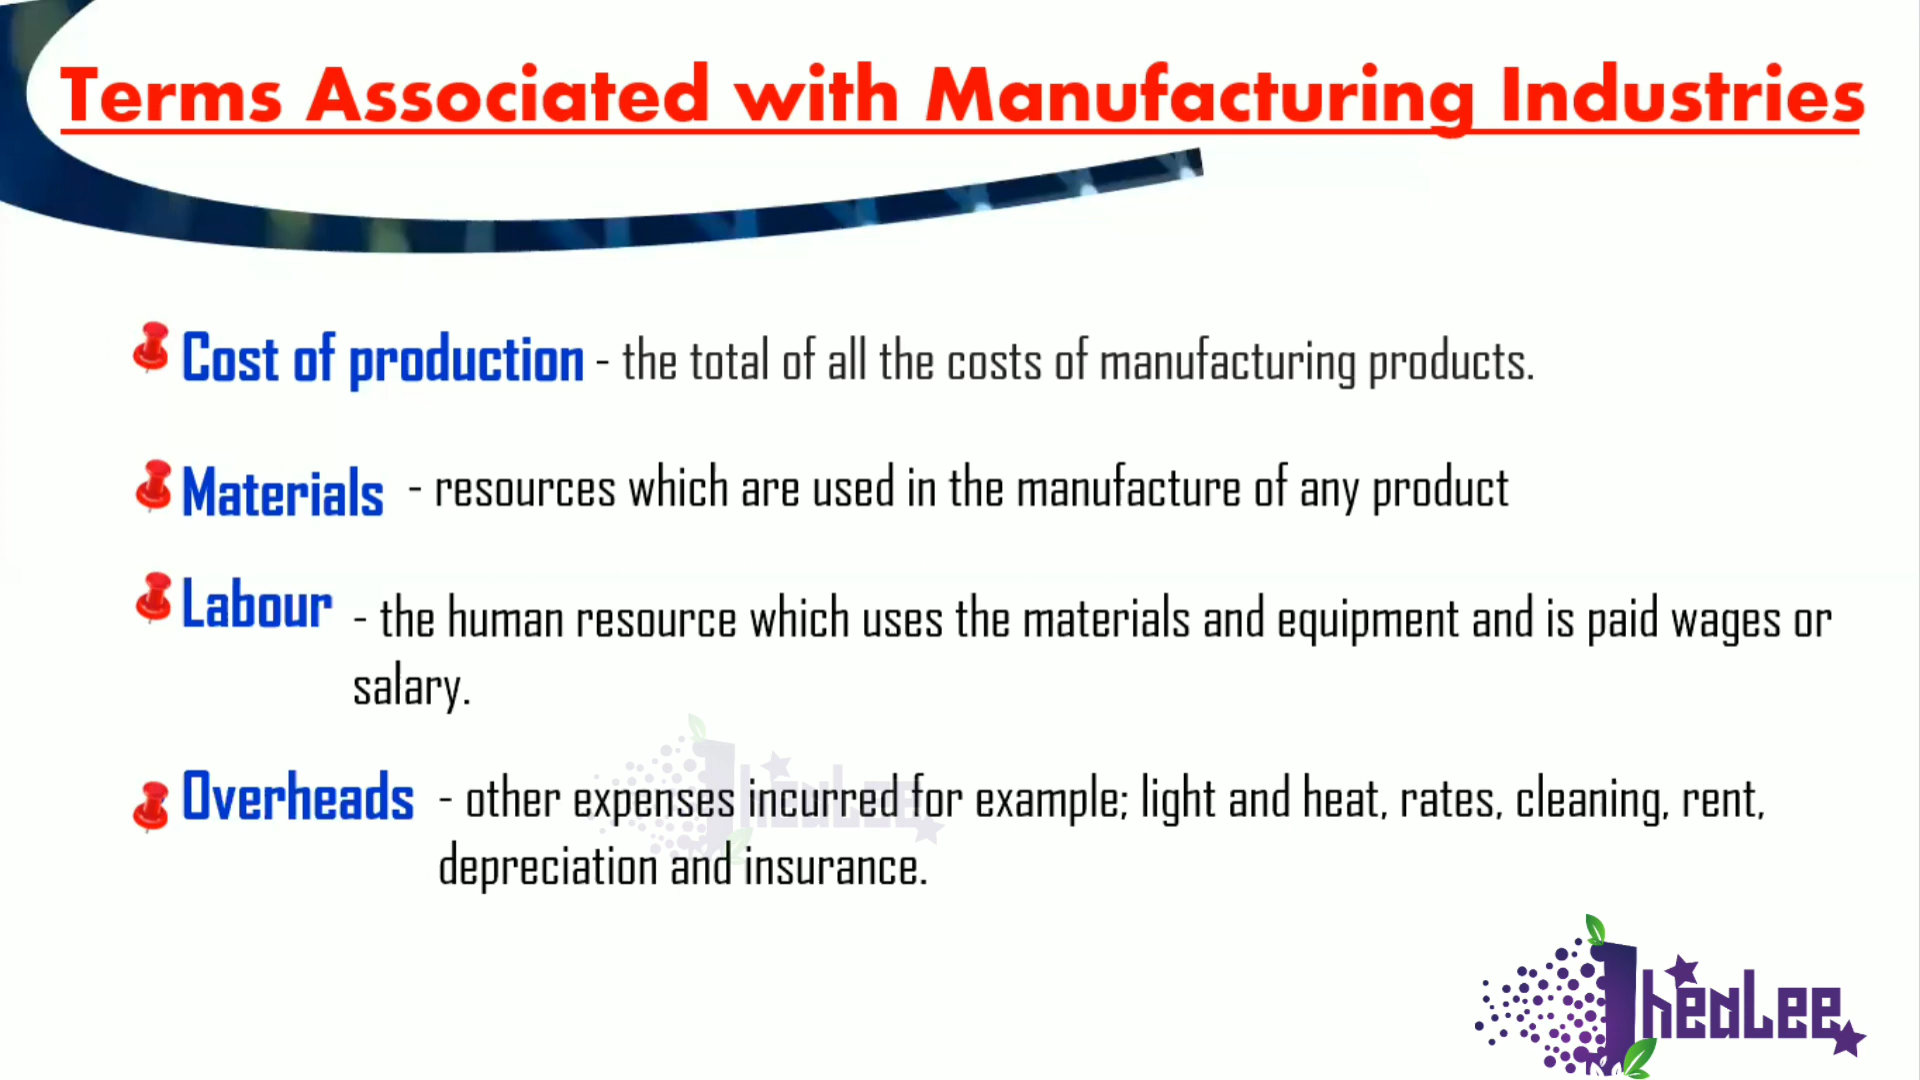 Terms Associated with Manufacturing Industries
Cost of production - the total of all the costs of manufacturing products.
Materials - resources which are used in the manufacture of any product
Labour - the human resource which uses the materials and equipment and is paid wages or
salary.
Overheads - other expenses incurred for example; light and heat, rates, cleaning, rent,
depreciation and insurance.
JhedLee